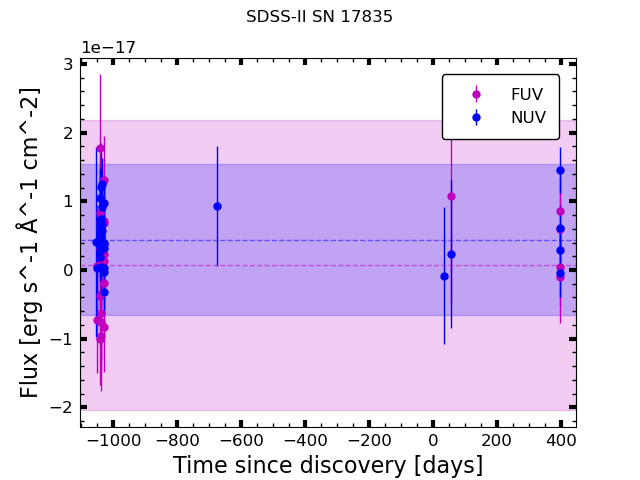 SDSS-II SN 17835
1e−17
3
2
1
0
−1
−2
Flux [erg s^-1 Å^-1 cm^-2]
FUV
NUV
−1000 −800 −600 −400 −200 0 200 400
Time since discovery [days]